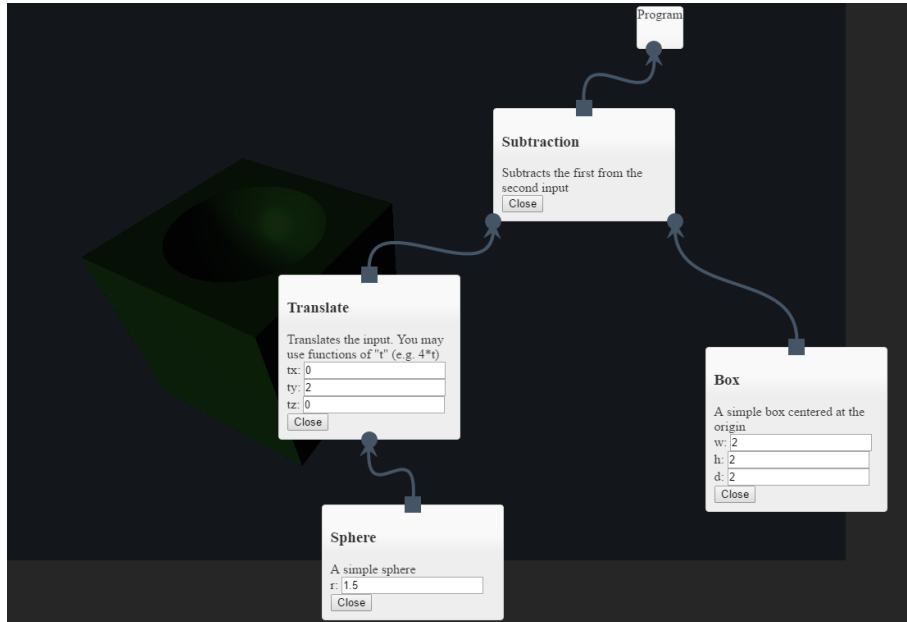 Program
Subtraction
Subtracts the first from the
second input
Close
Translate
Translates the input. You may
use functions of "t" (e.g. 4*t)
tx: 0
ty: 2
tz: 0
Close
Box
A simple box centered at the
origin
w: 2
h: 2
d: 2
Close
Sphere
A simple sphere
r: 1.5
Close